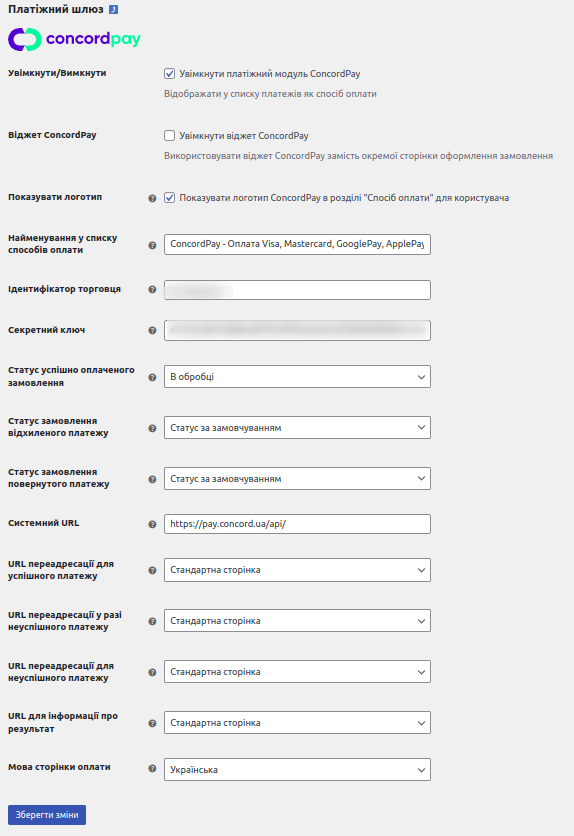 Платіжний шлюз
concordpay
Увімкнути/Вимкнути
Увімкнути платіжний модуль ConcordPay
Відображати у списку платежів як спосіб оплати
Віджет ConcordPay
Увімкнути віджет ConcordPay
Використовувати віджет ConcordPay замість окремої сторінки оформлення замовлення
Показувати логотип
Показувати логотип ConcordPay в розділі "Спосіб оплати" для користувача
Найменування у списку
способів оплати
ConcordPay - Оплата Visa, Mastercard, GooglePay, ApplePay
Ідентифікатор торговця
Секретний ключ
Статус успішно оплаченого
замовлення
В обробці
Статус замовлення
відхиленого платежу
Статус за замовчуванням
Статус замовлення
повернутого платежу
Статус за замовчуванням
Системний URL
https://pay.concord.ua/api/
URL переадресації для
успішного платежу
Стандартна сторінка
URL переадресації у разі
неуспішного платежу
Стандартна сторінка
URL переадресації для
неуспішного платежу
Стандартна сторінка
URL для інформації про
результат
Стандартна сторінка
Мова сторінки оплати
Українська
Зберегти зміни